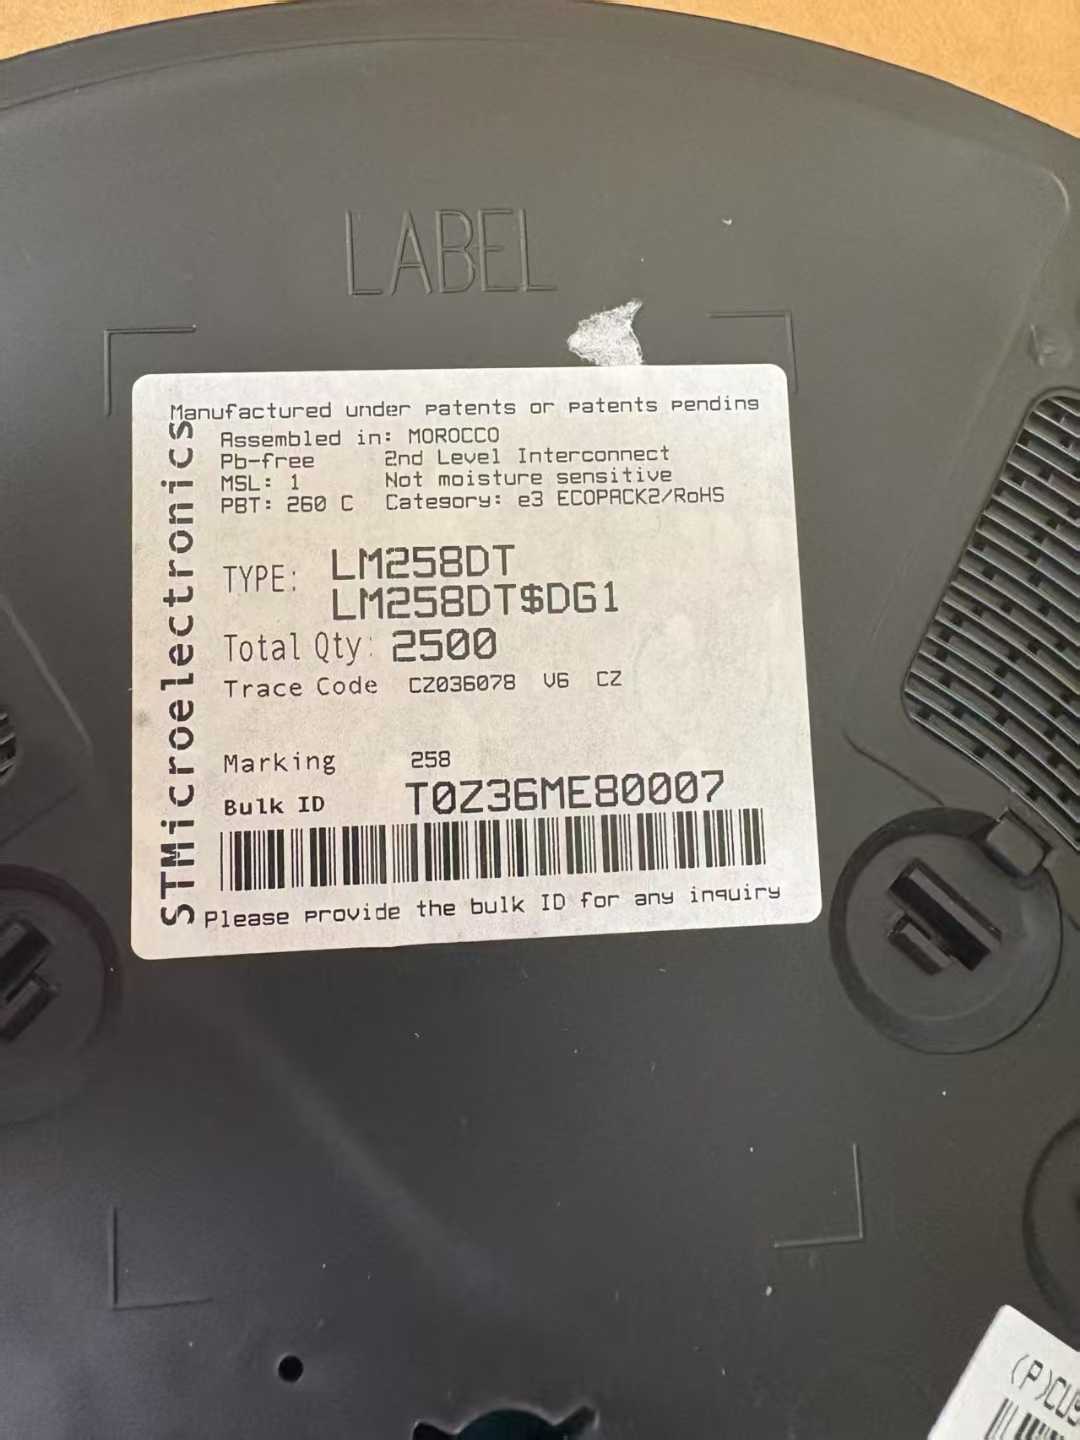 LABEL
Manufactured under patents or patents pending
Assembled in: MOROCCO
Pb-free 2nd Level Interconnect
MSL: 1 Not moisture sensitive
PBT: 260 C Category: e3 ECOPACK2/RoHS
TYPE: LM258DT
LM258DT$DG1
Total Qty: 2500
Trace Code CZ036078 V6 CZ
Marking 258
Bulk ID T0Z36ME80007
Please provide the bulk ID for any inquiry
STMicroelectronics
(P)CUS